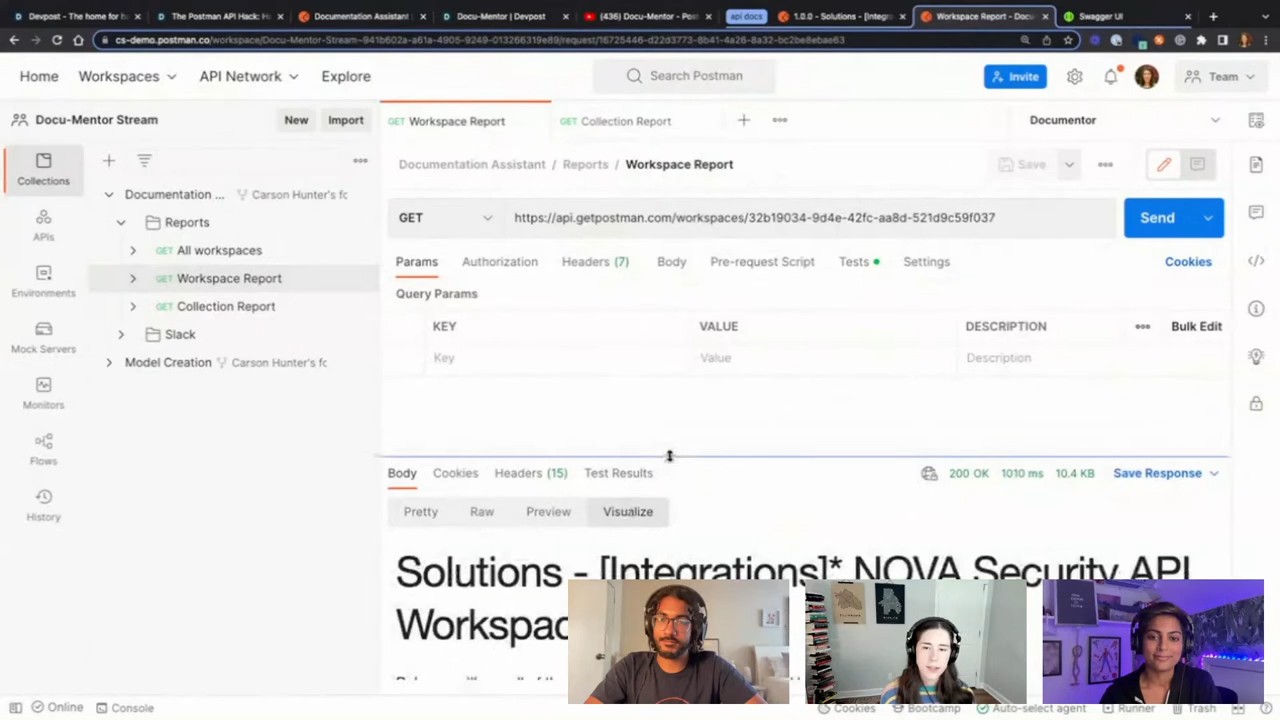 Devpost - The home for h
The Postman API Hack: H
Documentation Assistant
Docu-Mentor | Devpost
(436) Docu-Mentor - Post
api docs
1.0.0 - Solutions - [Integr
Workspace Report - Docu
Swagger UI
cs-demo.postman.co/workspace/Docu-Mentor-Stream~941b602a-a61a-4905-9249-013266319e89/request/16725446-d22d3773-8b41-4a26-8a32-bc2be8ebae63
Home Workspaces API Network Explore
Search Postman
Invite
Team
Docu-Mentor Stream
New Import
GET Workspace Report
GET Collection Report
Documentor
Collections
APIs
Environments
Mock Servers
Monitors
Flows
History
Documentation ... Carson Hunter's fc
Reports
GET All workspaces
GET Workspace Report
GET Collection Report
Slack
Model Creation Carson Hunter's fc
Documentation Assistant / Reports / Workspace Report
Save
GET https://api.getpostman.com/workspaces/32b19034-9d4e-42fc-aa8d-521d9c59f037
Send
Params Authorization Headers (7) Body Pre-request Script Tests Settings Cookies
Query Params
KEY VALUE DESCRIPTION Bulk Edit
Key Value Description
Body Cookies Headers (15) Test Results
200 OK 1010 ms 10.4 KB Save Response
Pretty Raw Preview Visualize
Solutions - [Integrations]* NOVA Security API
Workspac
Online Console
Cookies Bootcamp Auto-select agent Runner Trash